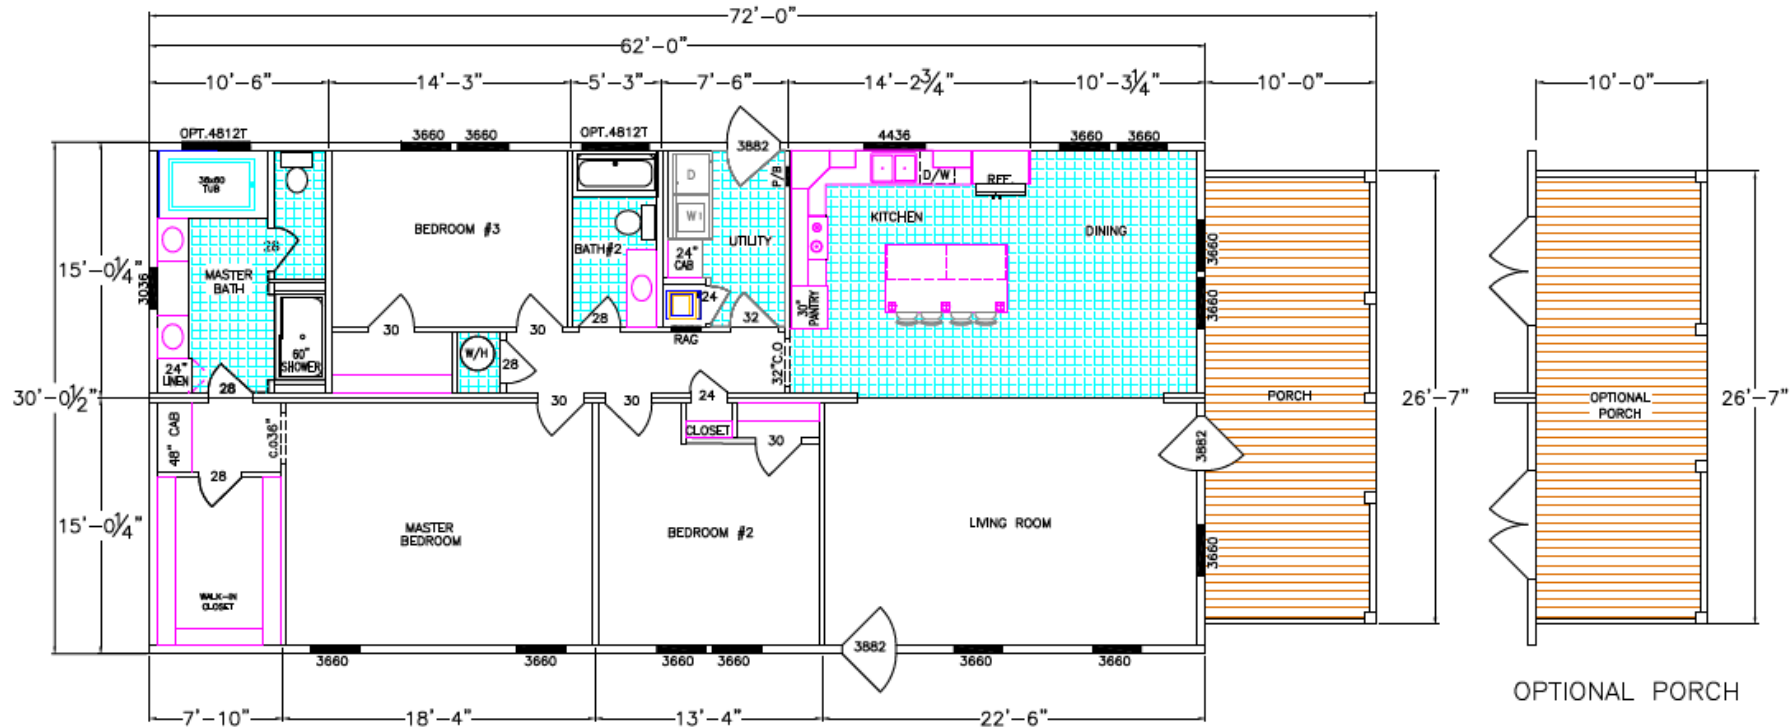 72'-0"
62'-0"
10'-6" 14'-3" 5'-3" 7'-6" 14'-2 3/4" 10'-3 1/4" 10'-0" 10'-0"
OPT.4812T 3660 3660 OPT.4812T 3882 4436 3660 3660
36x60
TUB
D
P/B
D/W
REF.
W
28
BEDROOM #3
BATH#2
UTILITY
KITCHEN
DINING
3660
24"
CAB
15'-0 1/4"
3036
MASTER
BATH
24
3660
30"
PANTRY
30 30 28 32
RAG
W/H
28
32"C.O
60"
SHOWER
24"
LINEN
28
30'-0 1/2"
30 30 24
PORCH
26'-7"
OPTIONAL
PORCH
26'-7"
48" CAB
C.O36"
CLOSET
30
3882
28
15'-0 1/4"
MASTER
BEDROOM
BEDROOM #2
LIVING ROOM
3660
WALK-IN
CLOSET
3882
3660 3660 3660 3660 3660 3660
OPTIONAL PORCH
7'-10" 18'-4" 13'-4" 22'-6"